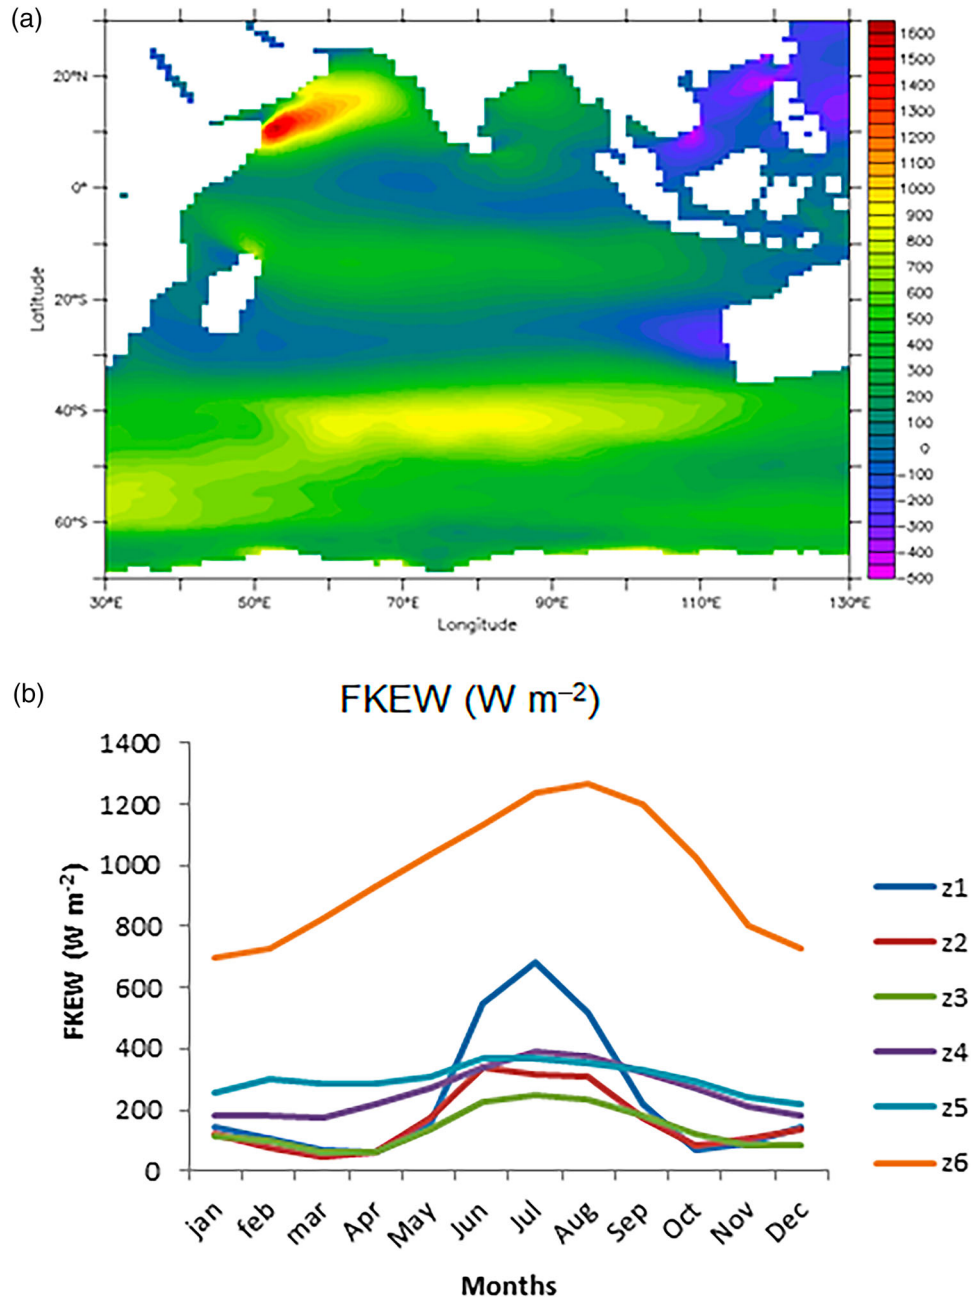 (a)
20°N
0°
20°S
40°S
60°S
Latitude
30°E 50°E 70°E 90°E 110°E 130°E
Longitude
1600
1500
1400
1300
1200
1100
1000
900
800
700
600
500
400
300
200
100
0
-100
-200
-300
-400
-500
(b)
FKEW (W m–2)
1400
1200
1000
800
600
400
200
0
FKEW (W m-2)
jan feb mar Apr May Jun Jul Aug Sep Oct Nov Dec
Months
z1
z2
z3
z4
z5
z6